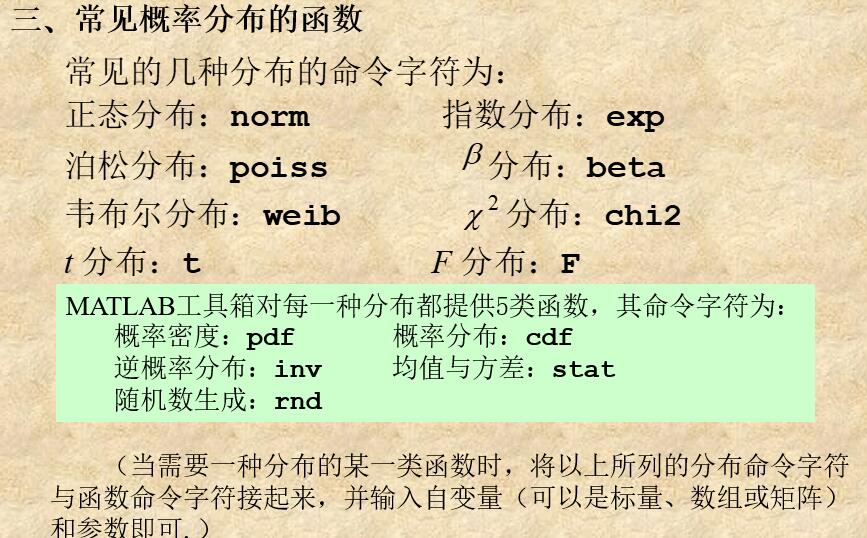 三、常见概率分布的函数
常见的几种分布的命令字符为：
正态分布：norm 指数分布：exp
泊松分布：poiss β分布：beta
韦布尔分布：weib χ²分布：chi2
t 分布：t F 分布：F
MATLAB工具箱对每一种分布都提供5类函数，其命令字符为：
概率密度：pdf 概率分布：cdf
逆概率分布：inv 均值与方差：stat
随机数生成：rnd
（当需要一种分布的某一类函数时，将以上所列的分布命令字符
与函数命令字符接起来，并输入自变量（可以是标量、数组或矩阵）
和参数即可.）